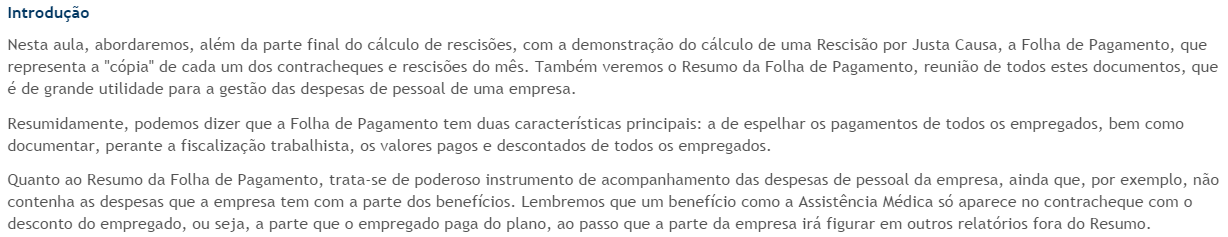 Introdução
Nesta aula, abordaremos, além da parte final do cálculo de rescisões, com a demonstração do cálculo de uma Rescisão por Justa Causa, a Folha de Pagamento, que
representa a "cópia" de cada um dos contracheques e rescisões do mês. Também veremos o Resumo da Folha de Pagamento, reunião de todos estes documentos, que
é de grande utilidade para a gestão das despesas de pessoal de uma empresa.
Resumidamente, podemos dizer que a Folha de Pagamento tem duas características principais: a de espelhar os pagamentos de todos os empregados, bem como
documentar, perante a fiscalização trabalhista, os valores pagos e descontados de todos os empregados.
Quanto ao Resumo da Folha de Pagamento, trata-se de poderoso instrumento de acompanhamento das despesas de pessoal da empresa, ainda que, por exemplo, não
contenha as despesas que a empresa tem com a parte dos benefícios. Lembremos que um benefício como a Assistência Médica só aparece no contracheque com o
desconto do empregado, ou seja, a parte que o empregado paga do plano, ao passo que a parte da empresa irá figurar em outros relatórios fora do Resumo.